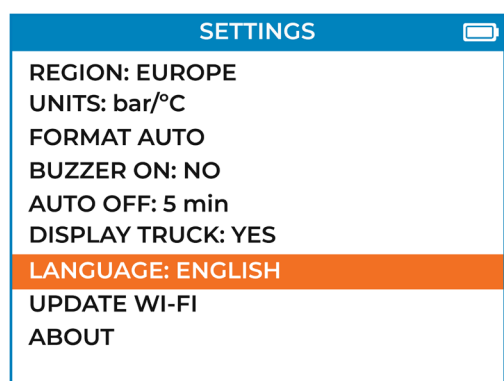 SETTINGS
REGION: EUROPE
UNITS: bar/°C
FORMAT AUTO
BUZZER ON: NO
AUTO OFF: 5 min
DISPLAY TRUCK: YES
LANGUAGE: ENGLISH
UPDATE WI-FI
ABOUT